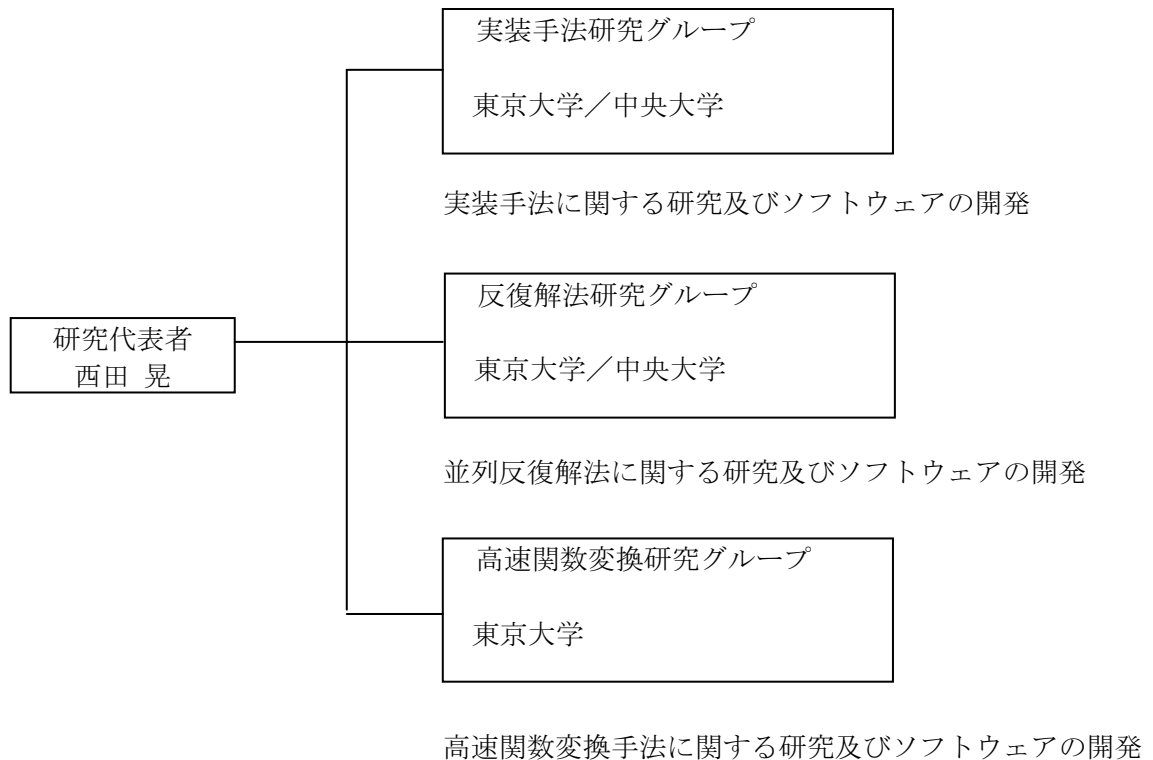 実装手法研究グループ
東京大学／中央大学
実装手法に関する研究及びソフトウェアの開発
反復解法研究グループ
研究代表者
西田 晃
東京大学／中央大学
並列反復解法に関する研究及びソフトウェアの開発
高速関数変換研究グループ
東京大学
高速関数変換手法に関する研究及びソフトウェアの開発